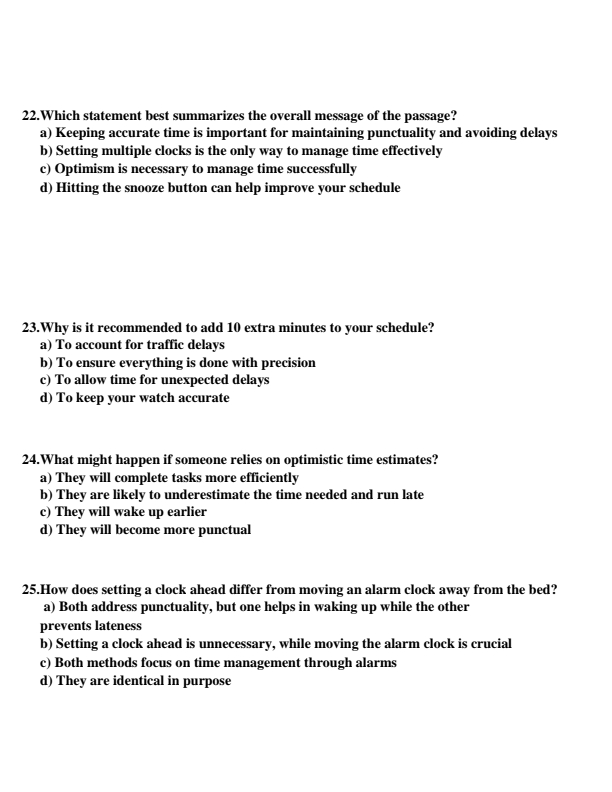 22.Which statement best summarizes the overall message of the passage?
a) Keeping accurate time is important for maintaining punctuality and avoiding delays
b) Setting multiple clocks is the only way to manage time effectively
c) Optimism is necessary to manage time successfully
d) Hitting the snooze button can help improve your schedule
23.Why is it recommended to add 10 extra minutes to your schedule?
a) To account for traffic delays
b) To ensure everything is done with precision
c) To allow time for unexpected delays
d) To keep your watch accurate
24.What might happen if someone relies on optimistic time estimates?
a) They will complete tasks more efficiently
b) They are likely to underestimate the time needed and run late
c) They will wake up earlier
d) They will become more punctual
25.How does setting a clock ahead differ from moving an alarm clock away from the bed?
a) Both address punctuality, but one helps in waking up while the other
prevents lateness
b) Setting a clock ahead is unnecessary, while moving the alarm clock is crucial
c) Both methods focus on time management through alarms
d) They are identical in purpose